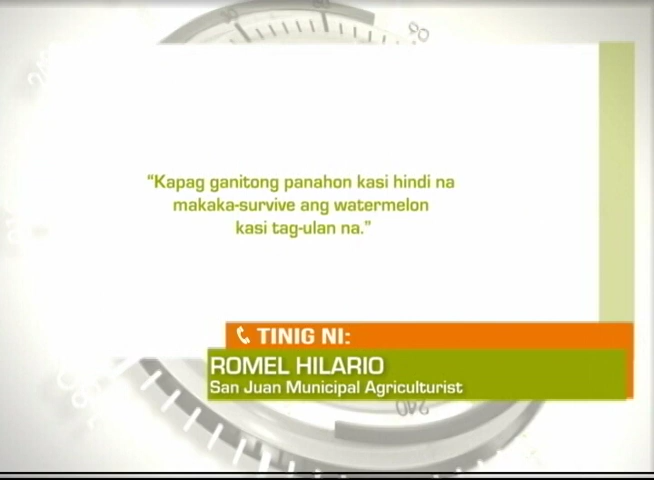 “Kapag ganitong panahon kasi hindi na
makaka-survive ang watermelon
kasi tag-ulan na.”
TINIG NI:
ROMEL HILARIO
San Juan Municipal Agriculturist